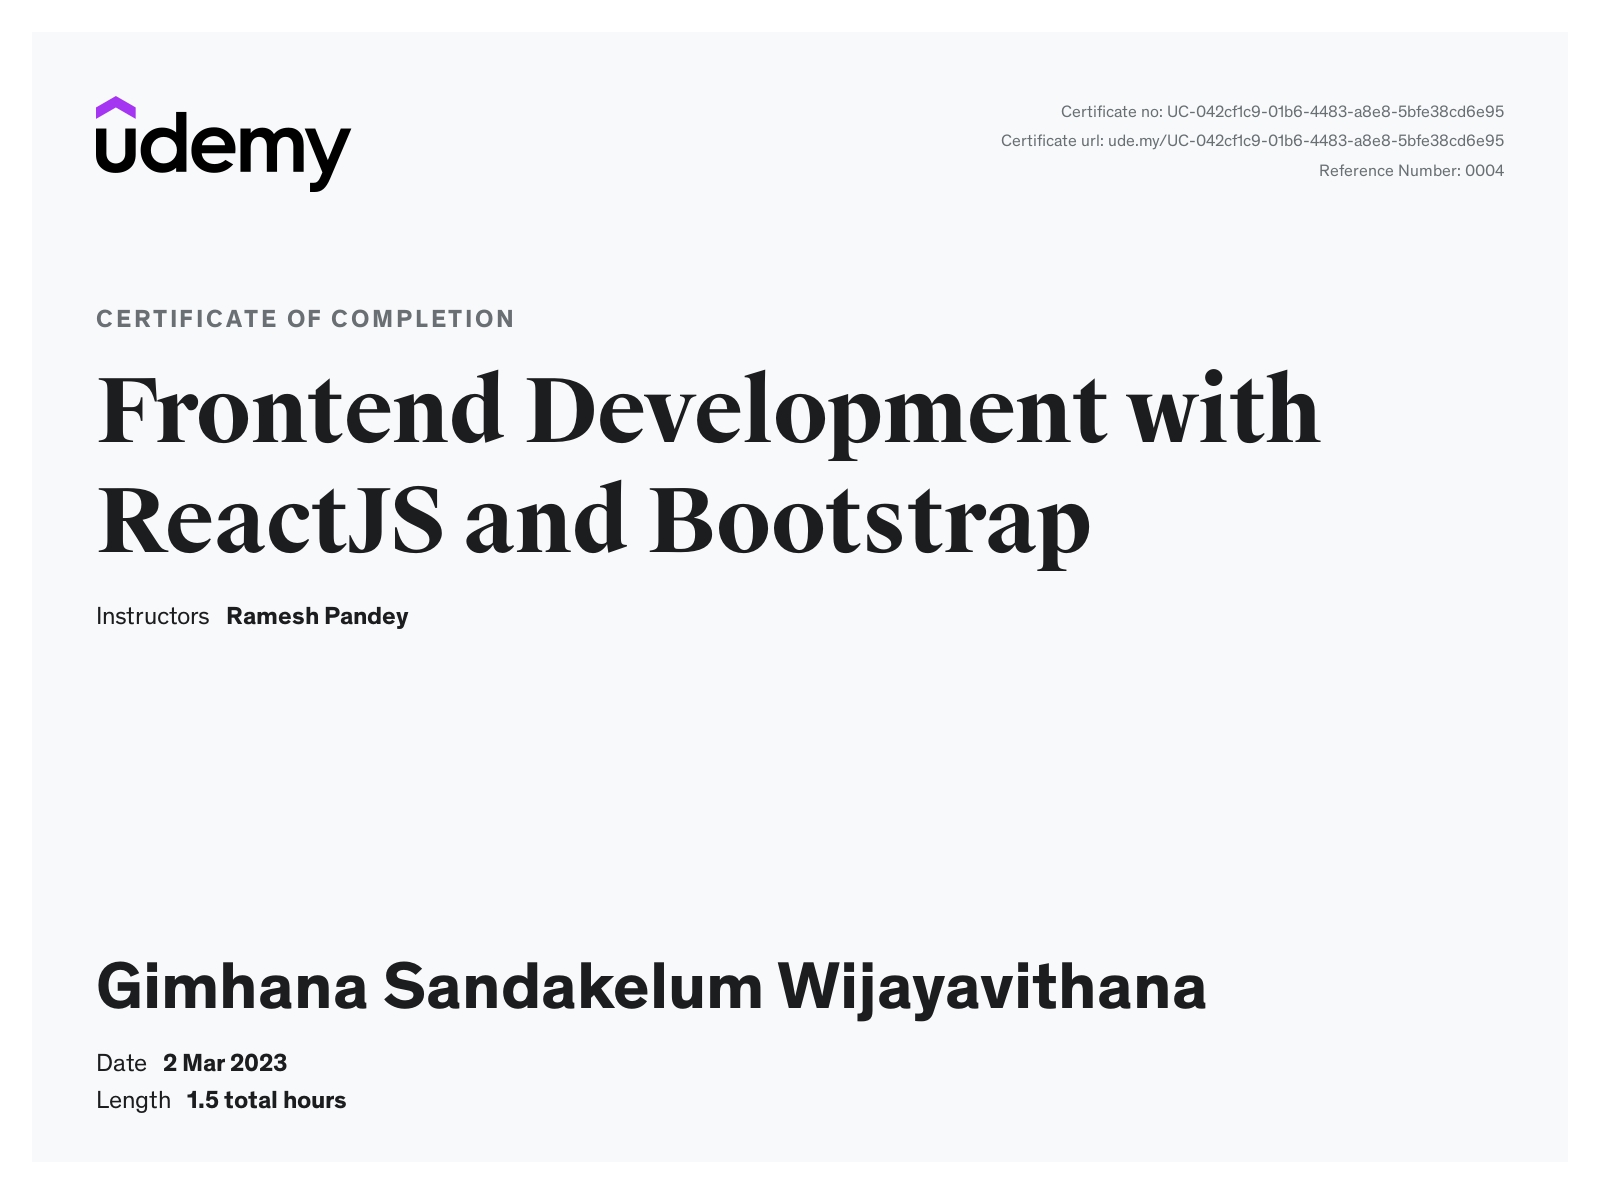 udemy
Certificate no: UC-042cf1c9-01b6-4483-a8e8-5bfe38cd6e95
Certificate url: ude.my/UC-042cf1c9-01b6-4483-a8e8-5bfe38cd6e95
Reference Number: 0004
CERTIFICATE OF COMPLETION
Frontend Development with
ReactJS and Bootstrap
Instructors Ramesh Pandey
Gimhana Sandakelum Wijayavithana
Date 2 Mar 2023
Length 1.5 total hours